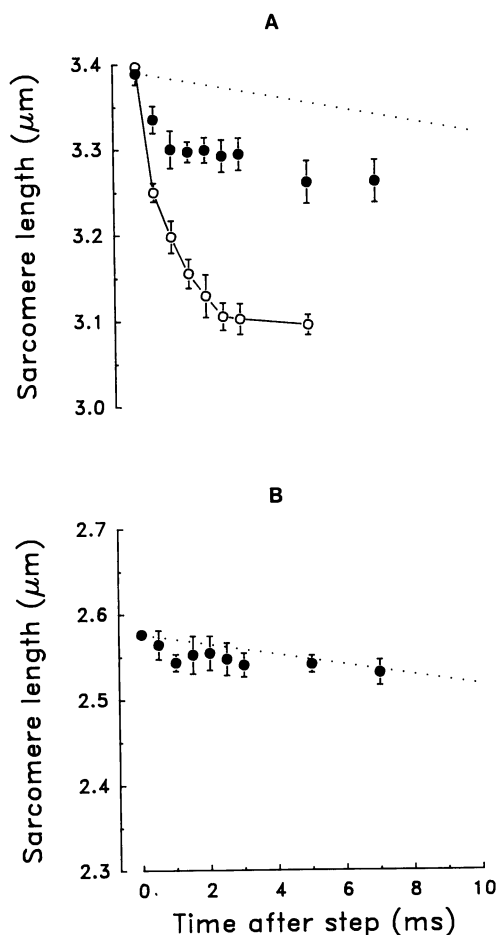 A
Sarcomere length (μm)
3.4
3.3
3.2
3.1
3.0
B
Sarcomere length (μm)
2.7
2.6
2.5
2.4
2.3
0. 2 4 6 8 10
Time after step (ms)